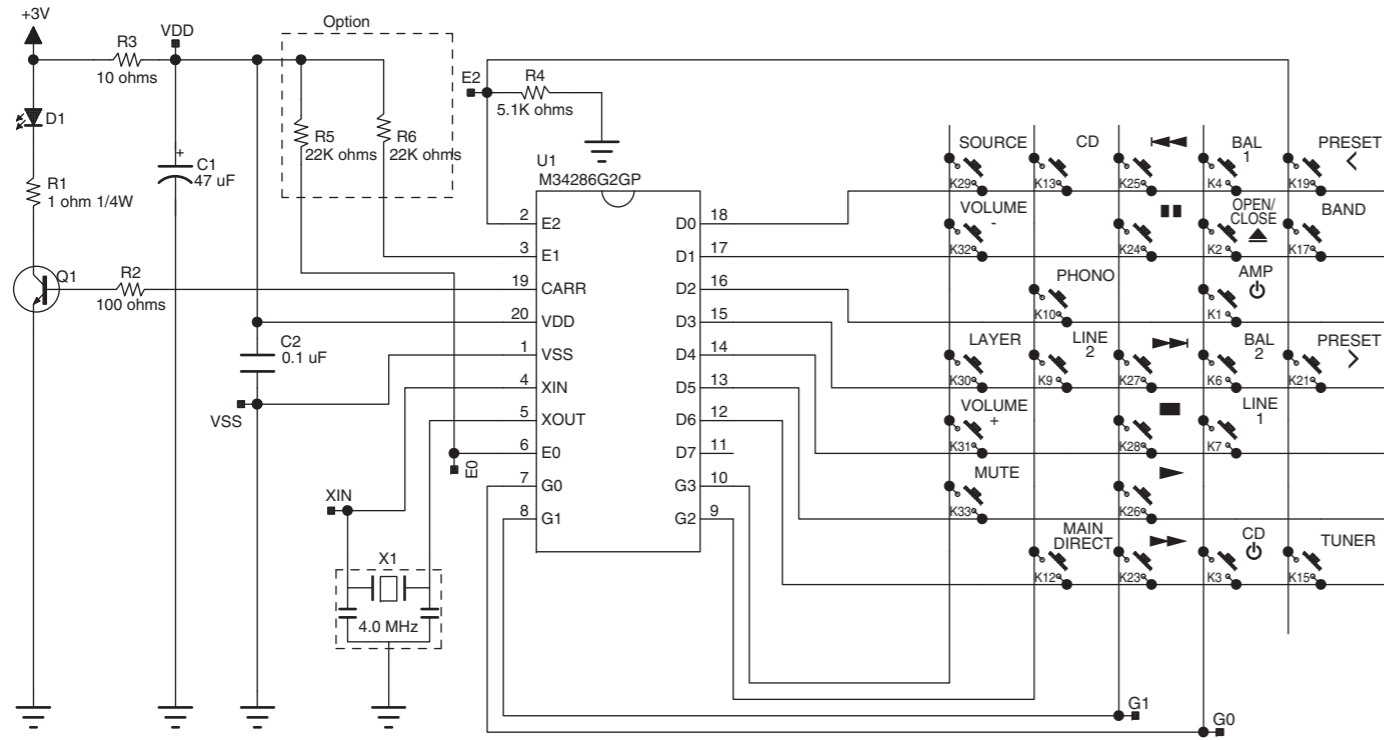 +3V
VDD
Option
R3
10 ohms
E2
R4
5.1K ohms
D1
R5
22K ohms
R6
22K ohms
+
C1
47 uF
R1
1 ohm 1/4W
U1
M34286G2GP
2
E2
3
E1
19
CARR
20
VDD
1
VSS
4
XIN
5
XOUT
6
E0
7
G0
8
G1
D0
18
D1
17
D2
16
D3
15
D4
14
D5
13
D6
12
D7
11
G3
10
G2
9
Q1
R2
100 ohms
C2
0.1 uF
VSS
E0
XIN
X1
4.0 MHz
SOURCE
K29
CD
K13
K25
BAL
1
K4
PRESET
<
K19
VOLUME
-
K32
K24
OPEN/
CLOSE
K2
BAND
K17
PHONO
K10
AMP
K1
LAYER
K30
LINE
2
K9
K27
BAL
2
K6
PRESET
>
K21
VOLUME
+
K31
K28
LINE
1
K7
MUTE
K33
K26
MAIN
DIRECT
K12
K23
CD
K3
TUNER
K15
G1
G0